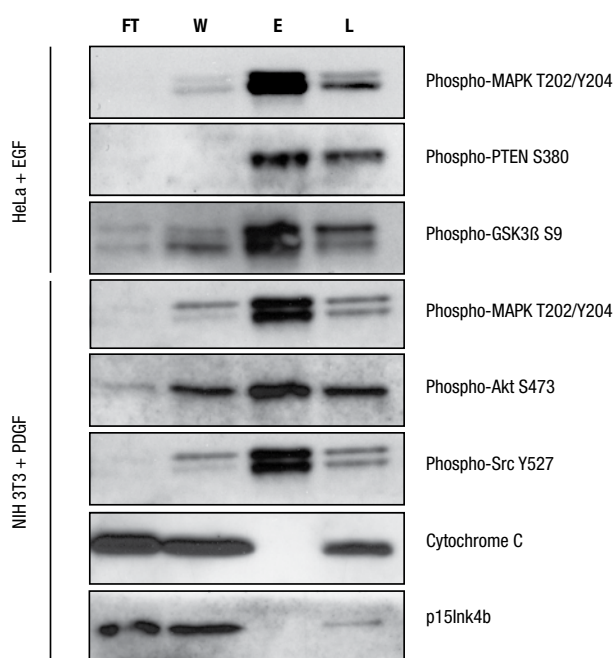 FT W E L
HeLa + EGF
Phospho-MAPK T202/Y204
Phospho-PTEN S380
Phospho-GSK3ß S9
NIH 3T3 + PDGF
Phospho-MAPK T202/Y204
Phospho-Akt S473
Phospho-Src Y527
Cytochrome C
p15lnk4b